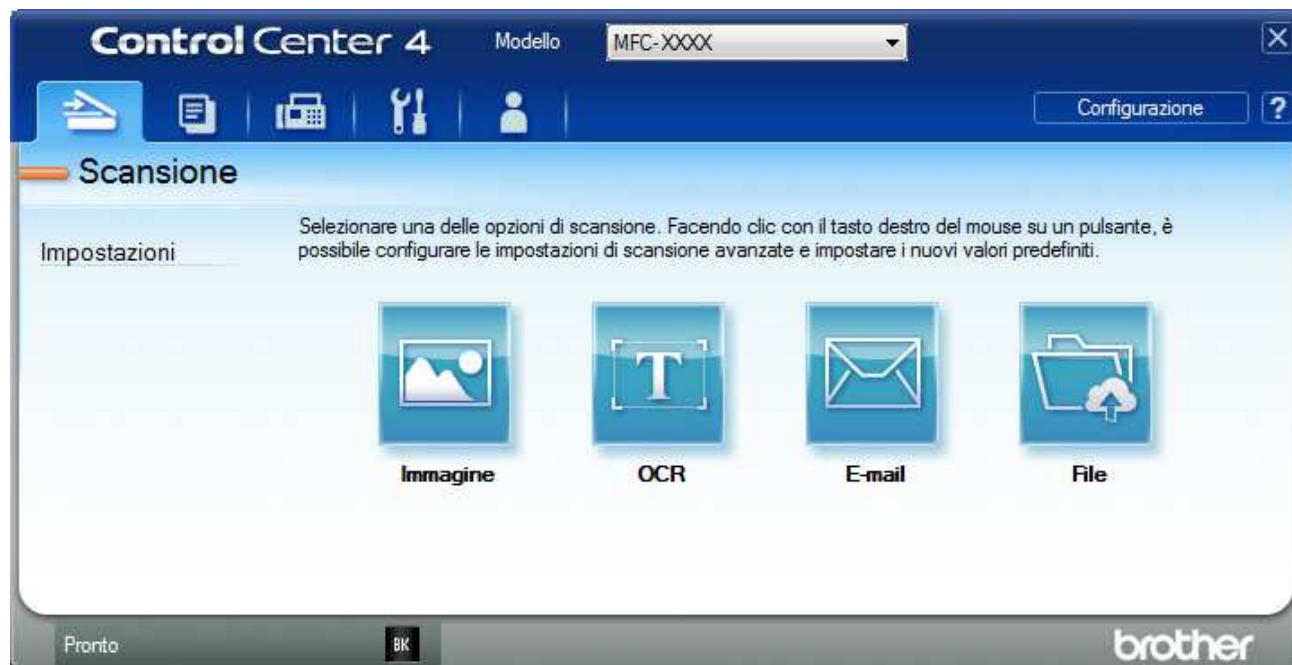 Control Center 4 Modello MFC-XXXX
Configurazione ?
Scansione
Impostazioni
Selezionare una delle opzioni di scansione. Facendo clic con il tasto destro del mouse su un pulsante, è
possibile configurare le impostazioni di scansione avanzate e impostare i nuovi valori predefiniti.
T
Immagine OCR E-mail File
Pronto BK brother